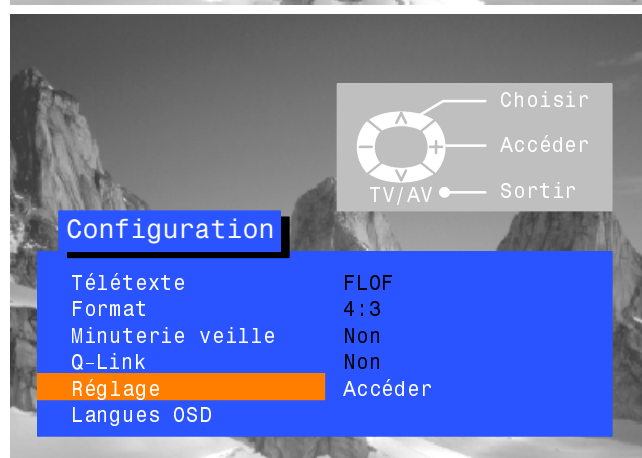 Choisir
Accéder
TV/AV Sortir
Configuration
Télétexte FLOF
Format 4:3
Minuterie veille Non
Q-Link Non
Réglage Accéder
Langues OSD